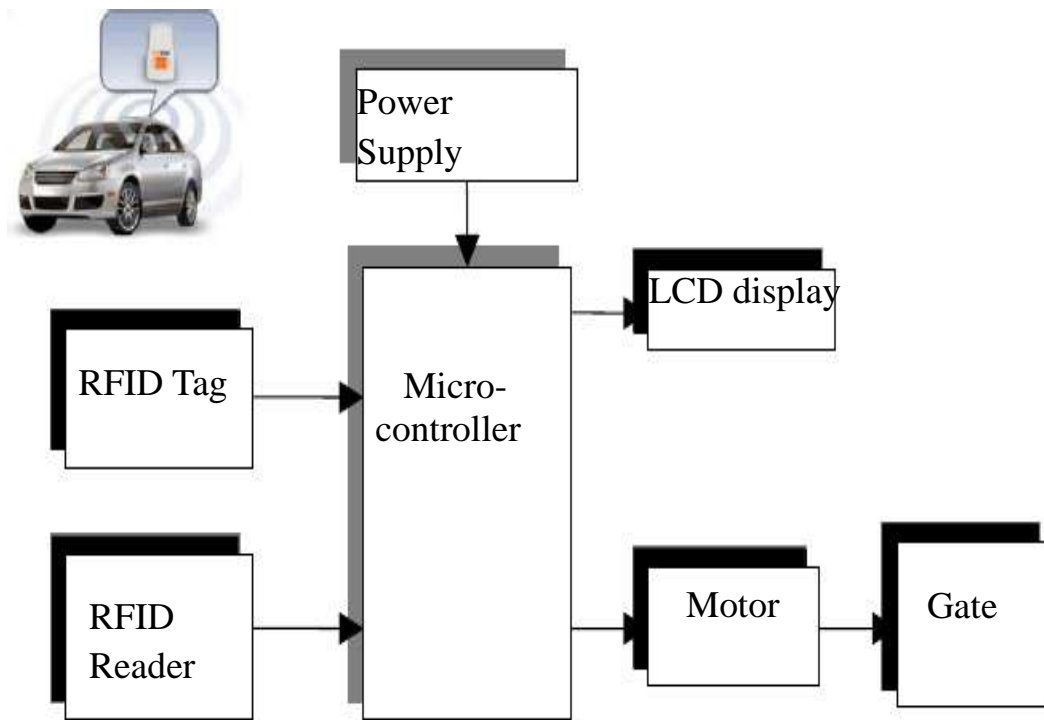 Power
Supply
LCD display
RFID Tag
Micro-
controller
RFID
Reader
Motor
Gate